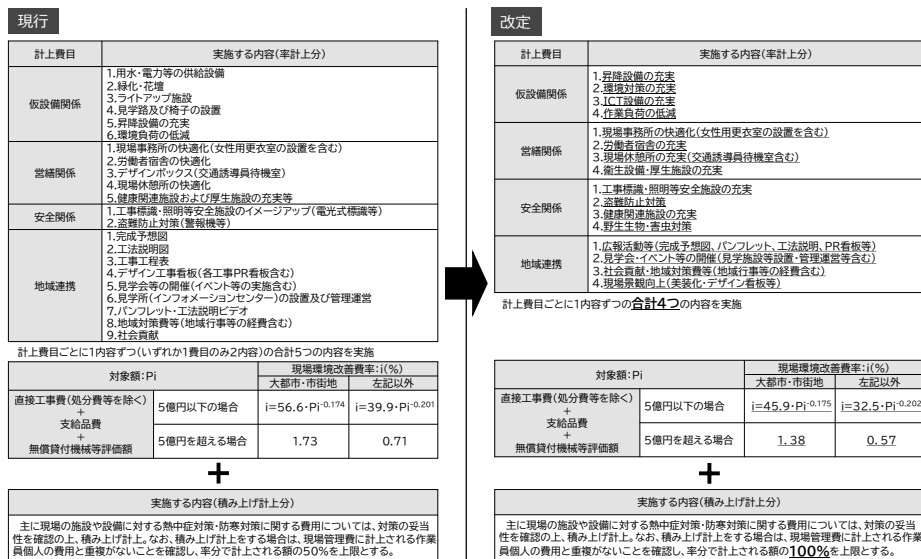 現行
計上費目 実施する内容(率計上分)
仮設備関係
1.用水・電力等の供給設備
2.緑化・花壇
3.ライトアップ施設
4.見学路及び椅子の設置
5.昇降設備の充実
6.環境負荷の低減
営繕関係
1.現場事務所の快適化(女性用更衣室の設置を含む)
2.労働者宿舎の快適化
3.デザインボックス(交通誘導員待機室)
4.現場休憩所の快適化
5.健康関連施設および厚生施設の充実等
安全関係
1.工事標識・照明等安全施設のイメージアップ(電光式標識等)
2.盗難防止対策(警報機等)
地域連携
1.完成予想図
2.工法説明図
3.工事工程表
4.デザイン工事看板(各工事PR看板含む)
5.見学会等の開催(イベント等の実施含む)
6.見学所(インフォメーションセンター)の設置及び管理運営
7.パンフレット・工法説明ビデオ
8.地域対策費等(地域行事等の経費含む)
9.社会貢献
計上費目ごとに1内容ずつ(いずれか1費目のみ2内容)の合計5つの内容を実施
対象額:Pi
現場環境改善費率:i(%)
大都市・市街地 左記以外
直接工事費(処分費等を除く)
+
支給品費
+
無償貸付機械等評価額
5億円以下の場合 i=56.6・Pi-0.174 i=39.9・Pi-0.201
5億円を超える場合 1.73 0.71
+
実施する内容(積み上げ計上分)
主に現場の施設や設備に対する熱中症対策・防寒対策に関する費用については、対策の妥当
性を確認の上、積み上げ計上。なお、積み上げ計上をする場合は、現場管理費に計上される作業
員個人の費用と重複がないことを確認し、率分で計上される額の50%を上限とする。
改定
計上費目 実施する内容(率計上分)
仮設備関係
1.昇降設備の充実
2.環境対策の充実
3.ICT設備の充実
4.作業負荷の低減
営繕関係
1.現場事務所の快適化(女性用更衣室の設置を含む)
2.労働者宿舎の充実
3.現場休憩所の充実(交通誘導員待機室含む)
4.衛生設備・厚生施設の充実
安全関係
1.工事標識・照明等安全施設の充実
2.盗難防止対策
3.健康関連施設の充実
4.野生生物・害虫対策
地域連携
1.広報活動等(完成予想図、パンフレット、工法説明、PR看板等)
2.見学会・イベント等の開催(見学施設等設置・管理運営等含む)
3.社会貢献・地域対策費等(地域行事等の経費含む)
4.現場景観向上(美装化・デザイン看板等)
計上費目ごとに1内容ずつの合計4つの内容を実施
対象額:Pi
現場環境改善費率:i(%)
大都市・市街地 左記以外
直接工事費(処分費等を除く)
+
支給品費
+
無償貸付機械等評価額
5億円以下の場合 i=45.9・Pi-0.175 i=32.5・Pi-0.202
5億円を超える場合 1.38 0.57
+
実施する内容(積み上げ計上分)
主に現場の施設や設備に対する熱中症対策・防寒対策に関する費用については、対策の妥当
性を確認の上、積み上げ計上。なお、積み上げ計上をする場合は、現場管理費に計上される作業
員個人の費用と重複がないことを確認し、率分で計上される額の100%を上限とする。